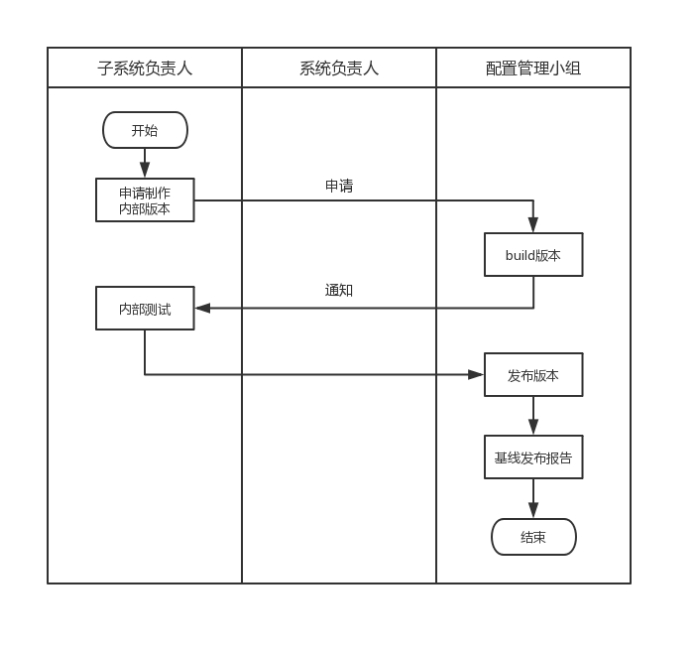 子系统负责人
系统负责人
配置管理小组
开始
申请制作
内部版本
申请
build版本
通知
内部测试
发布版本
基线发布报告
结束